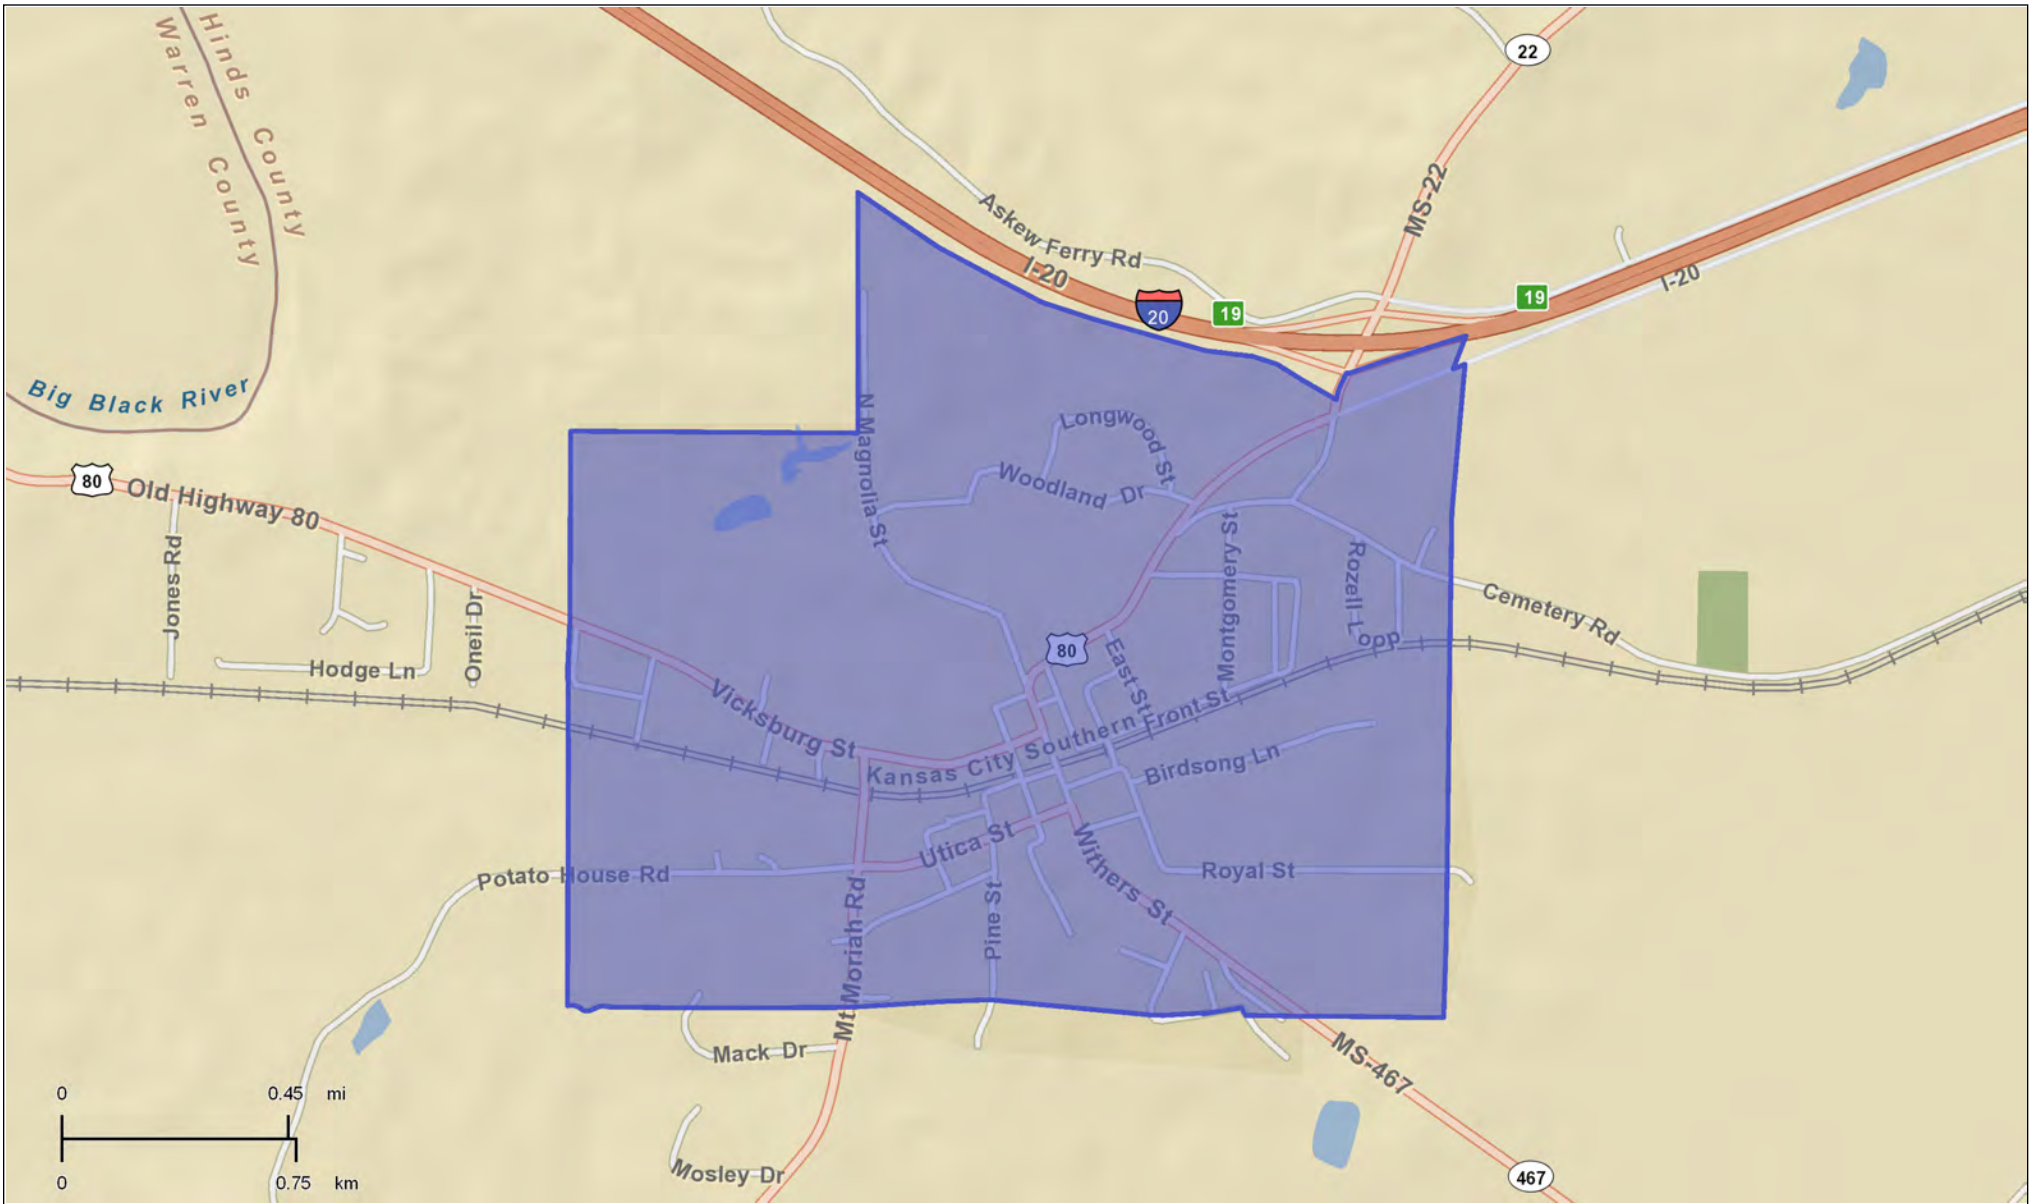 Hinds County
Warren County
22
MS-22
Askew Ferry Rd
I-20
20
19
19
I-20
Big Black River
80
Old Highway 80
N Magnolia St
Longwood St
Woodland Dr
Jones Rd
Oneil Dr
Hodge Ln
Montgomery St
Rozell Loop
Cemetery Rd
80
East St
Vicksburg St
Kansas City Southern
Front St
Birdsong Ln
Utica St
Withers St
Royal St
Potato House Rd
Pine St
Mt Moriah Rd
Mack Dr
MS-467
Mosley Dr
467
0 0.45 mi
0 0.75 km